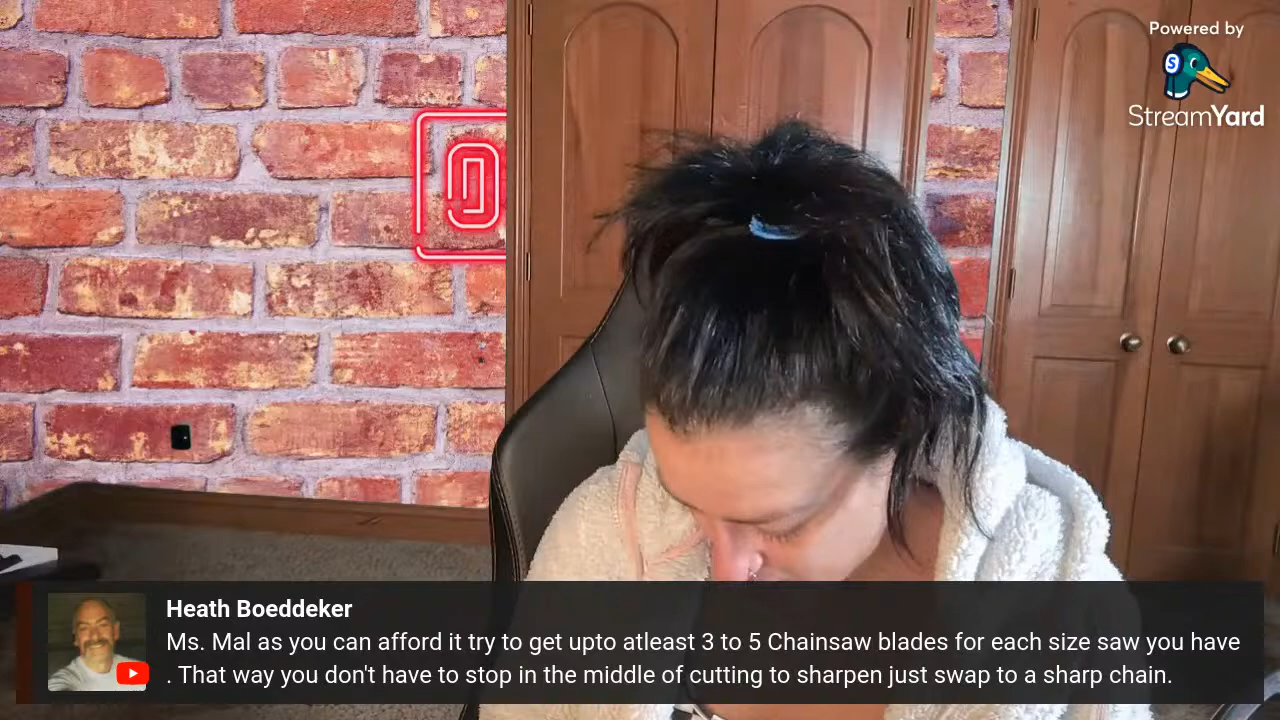 Powered by
StreamYard
Heath Boeddeker
Ms. Mal as you can afford it try to get upto atleast 3 to 5 Chainsaw blades for each size saw you have
. That way you don't have to stop in the middle of cutting to sharpen just swap to a sharp chain.